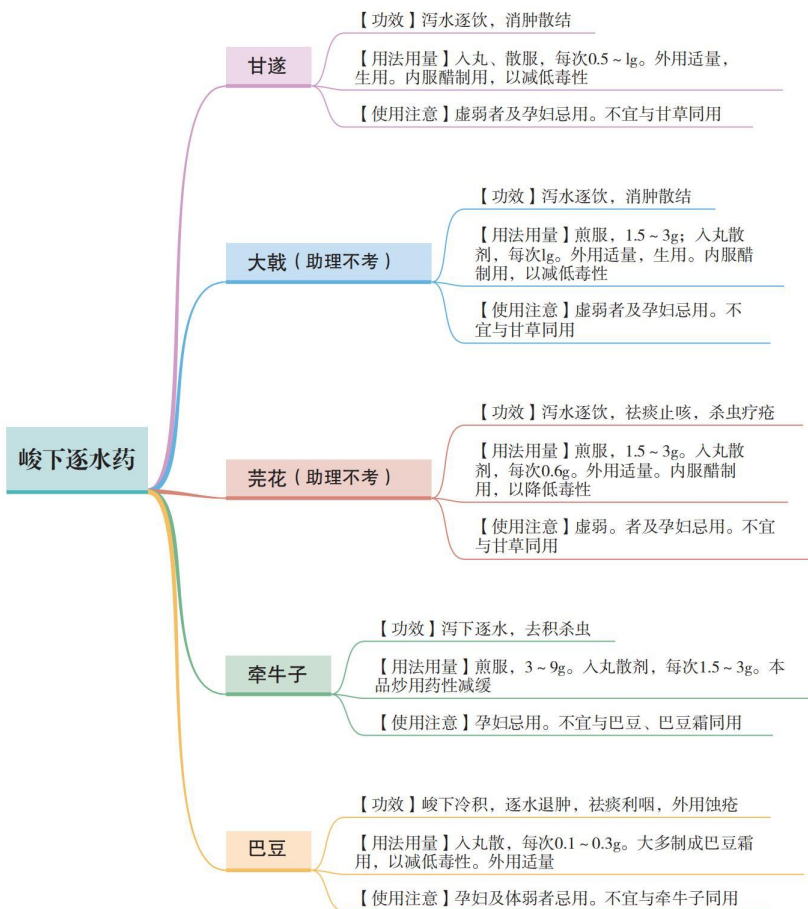 峻下逐水药
甘遂
【功效】泻水逐饮，消肿散结
【用法用量】入丸、散服，每次0.5~lg。外用适量，
生用。内服醋制用，以减低毒性
【使用注意】虚弱者及孕妇忌用。不宜与甘草同用
大戟（助理不考）
【功效】泻水逐饮，消肿散结
【用法用量】煎服，1.5~3g；入丸散
剂，每次lg。外用适量，生用。内服醋
制用，以减低毒性
【使用注意】虚弱者及孕妇忌用。不
宜与甘草同用
芫花（助理不考）
【功效】泻水逐饮，祛痰止咳，杀虫疗疮
【用法用量】煎服，1.5~3g。入丸散
剂，每次0.6g。外用适量。内服醋制
用，以降低毒性
【使用注意】虚弱。者及孕妇忌用。不宜
与甘草同用
牵牛子
【功效】泻下逐水，去积杀虫
【用法用量】煎服，3~9g。入丸散剂，每次1.5~3g。本
品炒用药性减缓
【使用注意】孕妇忌用。不宜与巴豆、巴豆霜同用
巴豆
【功效】峻下冷积，逐水退肿，祛痰利咽，外用蚀疮
【用法用量】入丸散，每次0.1~0.3g。大多制成巴豆霜
用，以减低毒性。外用适量
【使用注意】孕妇及体弱者忌用。不宜与牵牛子同用